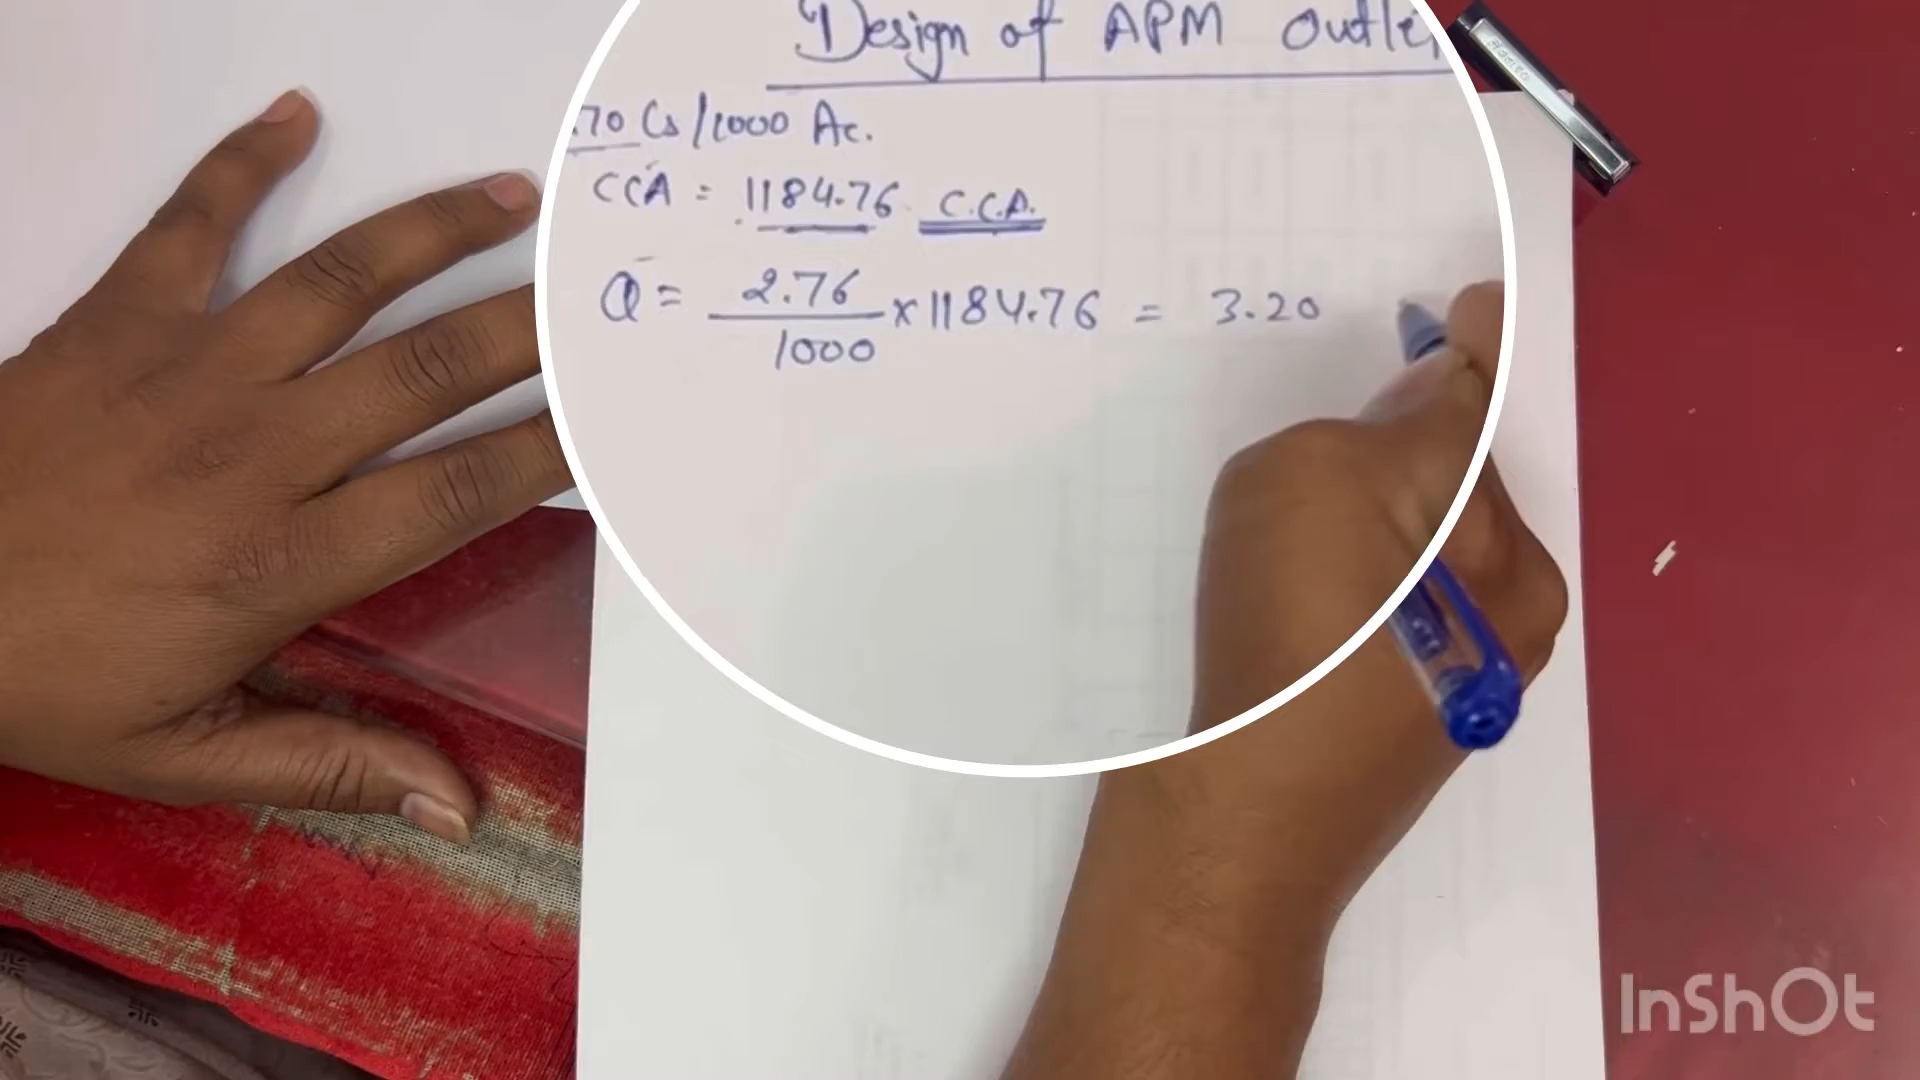 Design of APM Outle
.70 Cs/1000 Ac.
CCA = 1184.76 C.C.A.
Q = 2.76/1000 x 1184.76 = 3.20
InShOt